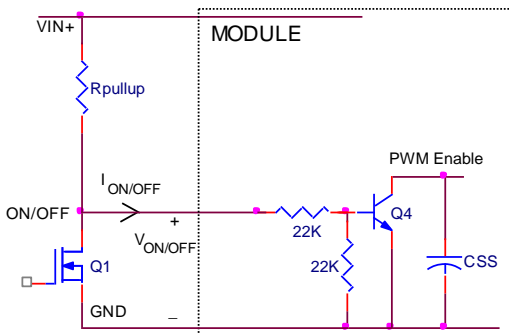 VIN+
MODULE
Rpullup
PWM Enable
I ON/OFF
ON/OFF
+
V ON/OFF
22K
Q4
22K
CSS
Q1
GND
_